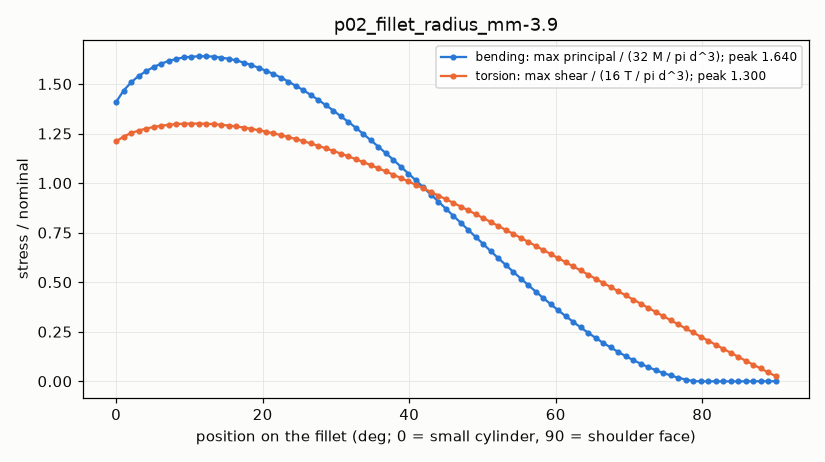 p02_fillet_radius_mm-3.9
bending: max principal / (32 M / pi d^3); peak 1.640
torsion: max shear / (16 T / pi d^3); peak 1.300
stress / nominal
1.50
1.25
1.00
0.75
0.50
0.25
0.00
0 20 40 60 80
position on the fillet (deg; 0 = small cylinder, 90 = shoulder face)